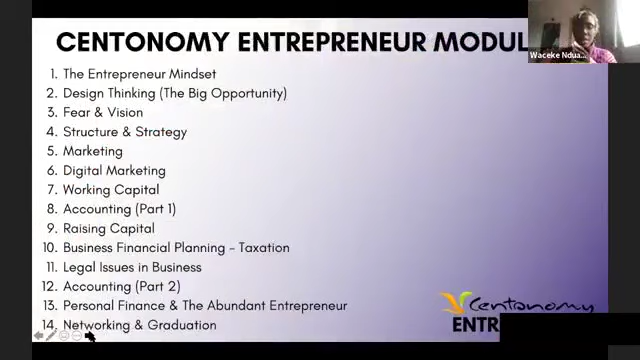 CENTONOMY ENTREPRENEUR MODUL
Waceke Ndua...
1. The Entrepreneur Mindset
2. Design Thinking (The Big Opportunity)
3. Fear & Vision
4. Structure & Strategy
5. Marketing
6. Digital Marketing
7. Working Capital
8. Accounting (Part 1)
9. Raising Capital
10. Business Financial Planning - Taxation
11. Legal Issues in Business
12. Accounting (Part 2)
13. Personal Finance & The Abundant Entrepreneur
14. Networking & Graduation
Centonomy
ENTR